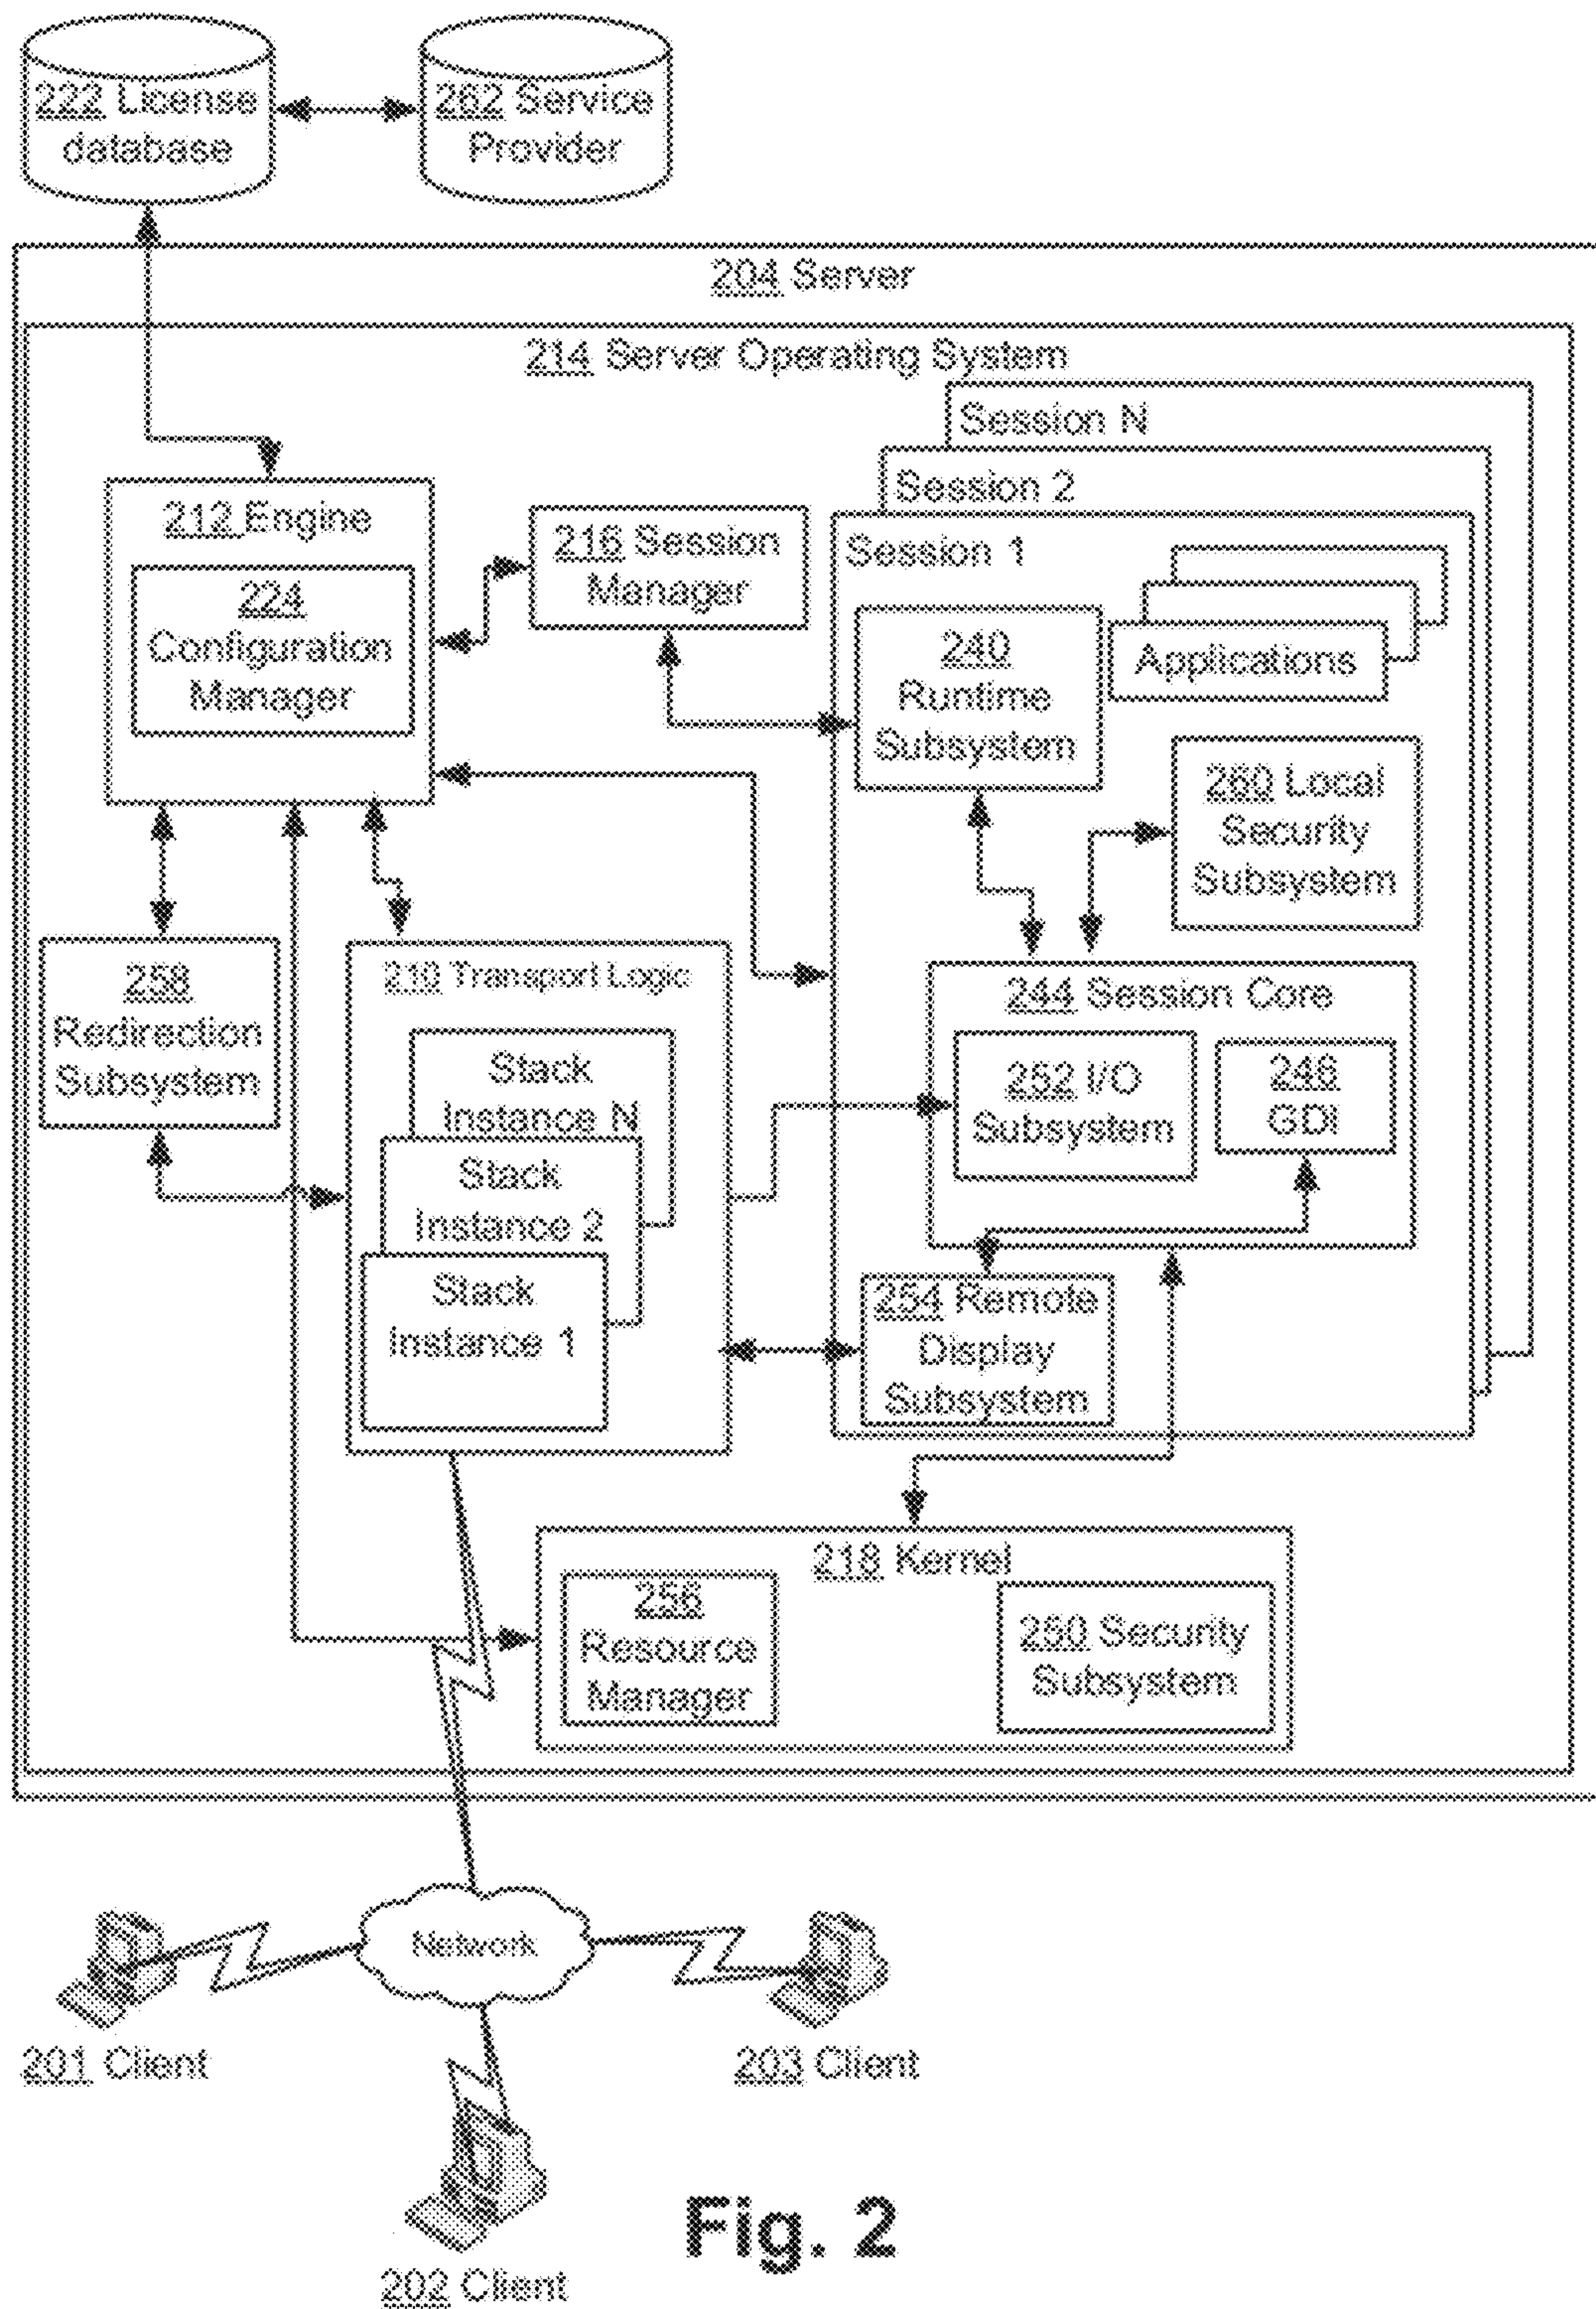 222 License
database
262 Service
Provider
204 Server
214 Server Operating System
Session N
Session 2
Session 1
212 Engine
224
Configuration
Manager
216 Session
Manager
240
Runtime
Subsystem
Applications
260 Local
Security
Subsystem
258
Redirection
Subsystem
210 Transport Logic
Stack
Instance N
Stack
Instance 2
Stack
Instance 1
244 Session Core
252 I/O
Subsystem
246
GDI
254 Remote
Display
Subsystem
218 Kernel
256
Resource
Manager
250 Security
Subsystem
Network
201 Client
203 Client
202 Client
Fig. 2